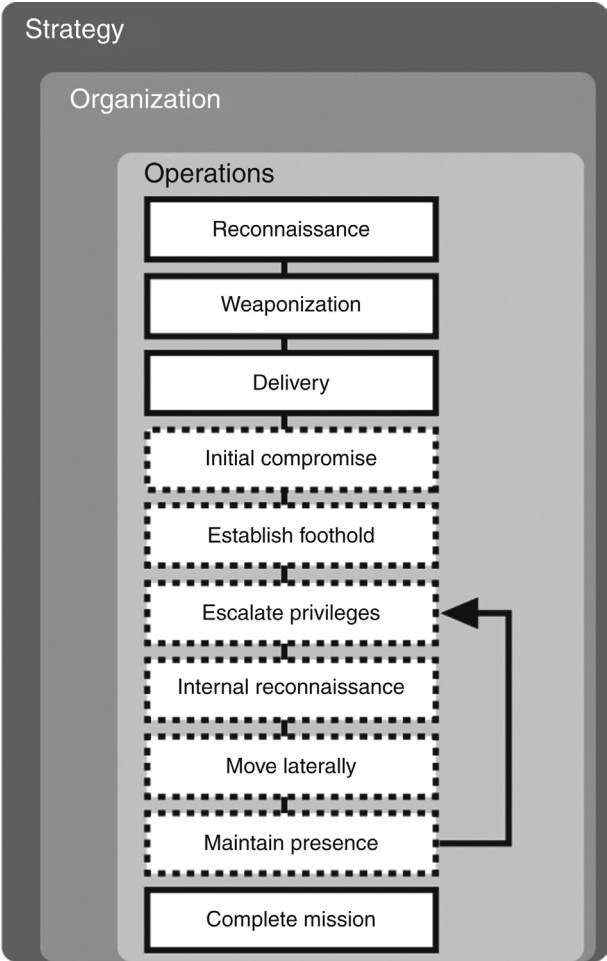 Strategy
Organization
Operations
Reconnaissance
Weaponization
Delivery
Initial compromise
Establish foothold
Escalate privileges
Internal reconnaissance
Move laterally
Maintain presence
Complete mission